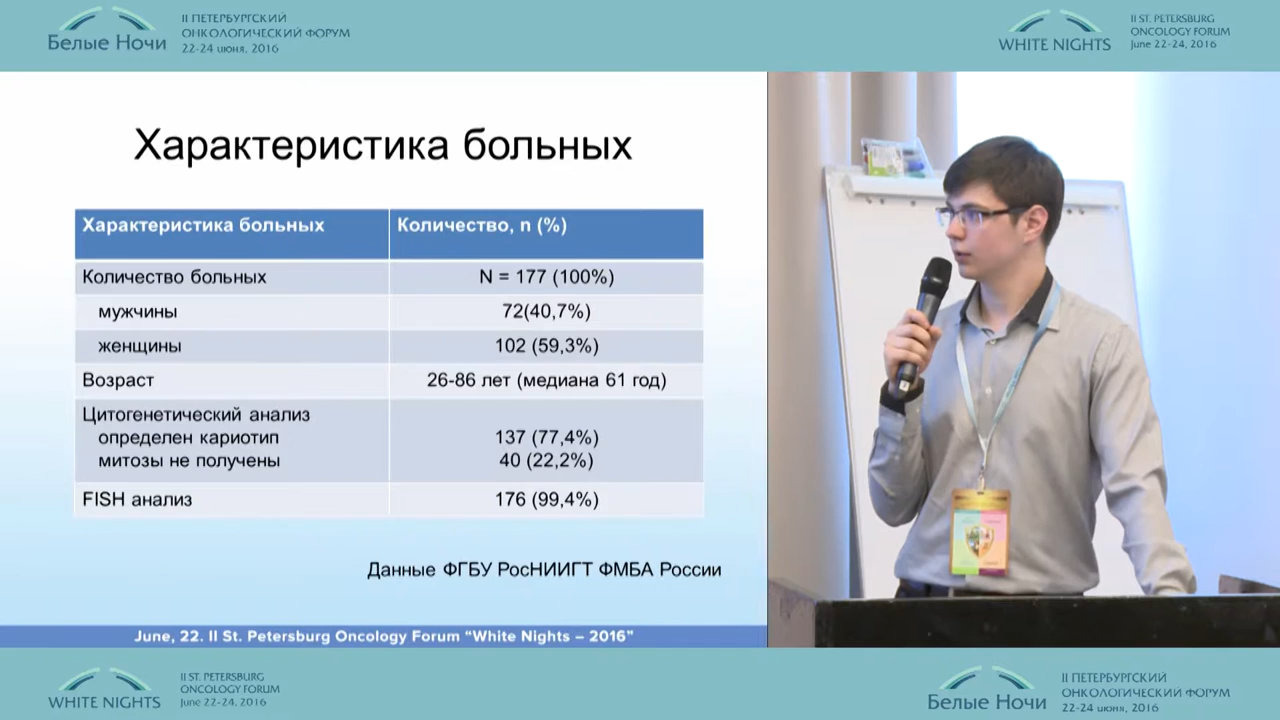 Белые Ночи
II ПЕТЕРБУРГСКИЙ
ОНКОЛОГИЧЕСКИЙ ФОРУМ
22-24 июня, 2016
WHITE NIGHTS
II ST. PETERSBURG
ONCOLOGY FORUM
June 22-24, 2016
Характеристика больных
Характеристика больных Количество, n (%)
Количество больных N = 177 (100%)
мужчины 72(40,7%)
женщины 102 (59,3%)
Возраст 26-86 лет (медиана 61 год)
Цитогенетический анализ
определен кариотип 137 (77,4%)
митозы не получены 40 (22,2%)
FISH анализ 176 (99,4%)
Данные ФГБУ РосНИИГТ ФМБА России
June, 22. II St. Petersburg Oncology Forum “White Nights – 2016”
WHITE NIGHTS
II ST. PETERSBURG
ONCOLOGY FORUM
June 22-24, 2016
Белые Ночи
II ПЕТЕРБУРГСКИЙ
ОНКОЛОГИЧЕСКИЙ ФОРУМ
22-24 июня, 2016